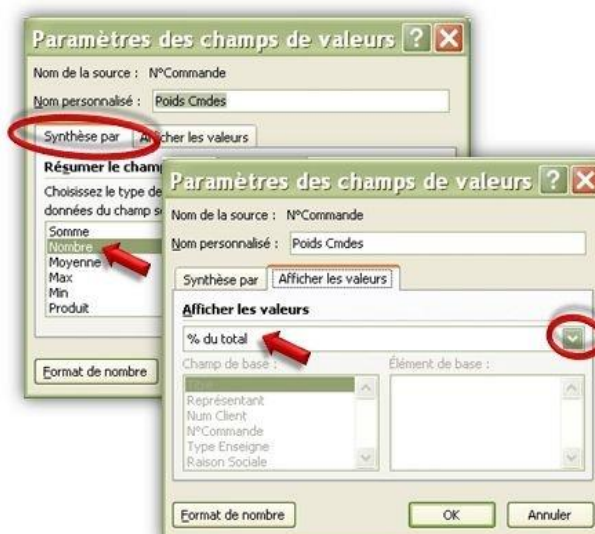 Paramètres des champs de valeurs
Nom de la source : N°Commande
Nom personnalisé : Poids Cmdes
Synthèse par
Afficher les valeurs
Résumer le champ
Choisissez le type de
données du champ
Somme
Nombre
Moyenne
Max
Min
Produit
Format de nombre
Paramètres des champs de valeurs
Nom de la source : N°Commande
Nom personnalisé : Poids Cmdes
Synthèse par
Afficher les valeurs
Afficher les valeurs
% du total
Champ de base :
Élément de base :
Titre
Représentant
Num Client
N°Commande
Type Enseigne
Raison Sociale
Format de nombre
OK
Annuler